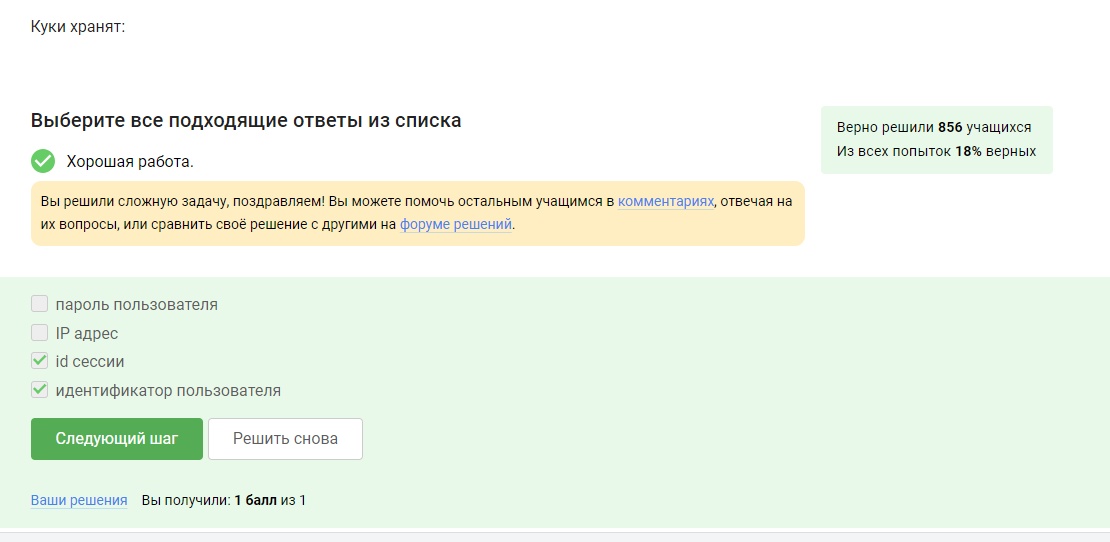 Куки хранят:
Выберите все подходящие ответы из списка
Верно решили 856 учащихся
Из всех попыток 18% верных
Хорошая работа.
Вы решили сложную задачу, поздравляем! Вы можете помочь остальным учащимся в комментариях, отвечая на
их вопросы, или сравнить своё решение с другими на форуме решений.
пароль пользователя
IP адрес
id сессии
идентификатор пользователя
Следующий шаг
Решить снова
Ваши решения Вы получили: 1 балл из 1